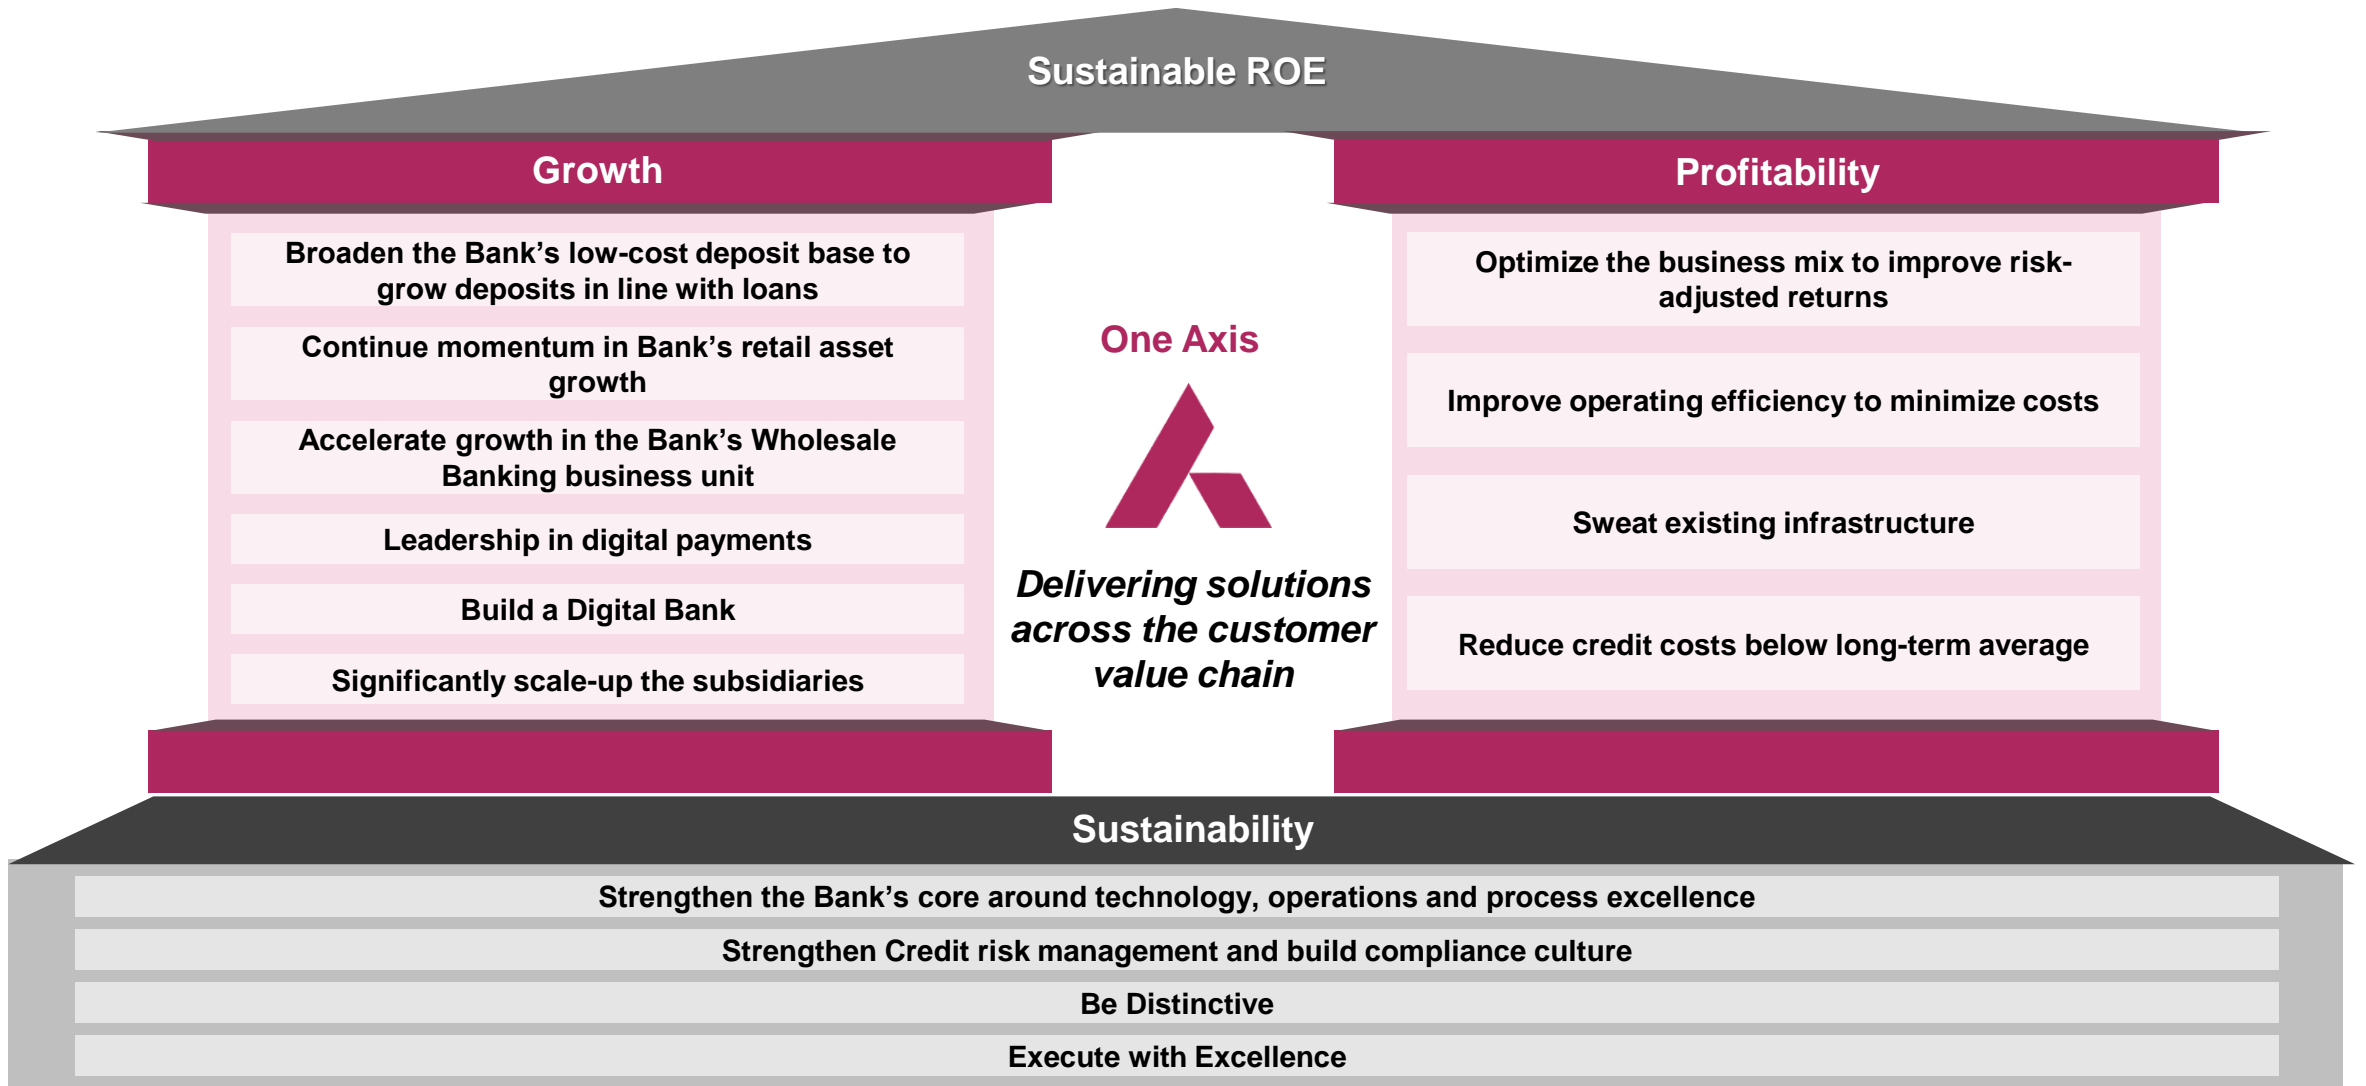 Sustainable ROE
Growth
Broaden the Bank’s low-cost deposit base to
grow deposits in line with loans
Continue momentum in Bank’s retail asset
growth
Accelerate growth in the Bank’s Wholesale
Banking business unit
Leadership in digital payments
Build a Digital Bank
Significantly scale-up the subsidiaries
One Axis
Delivering solutions
across the customer
value chain
Profitability
Optimize the business mix to improve risk-
adjusted returns
Improve operating efficiency to minimize costs
Sweat existing infrastructure
Reduce credit costs below long-term average
Sustainability
Strengthen the Bank’s core around technology, operations and process excellence
Strengthen Credit risk management and build compliance culture
Be Distinctive
Execute with Excellence